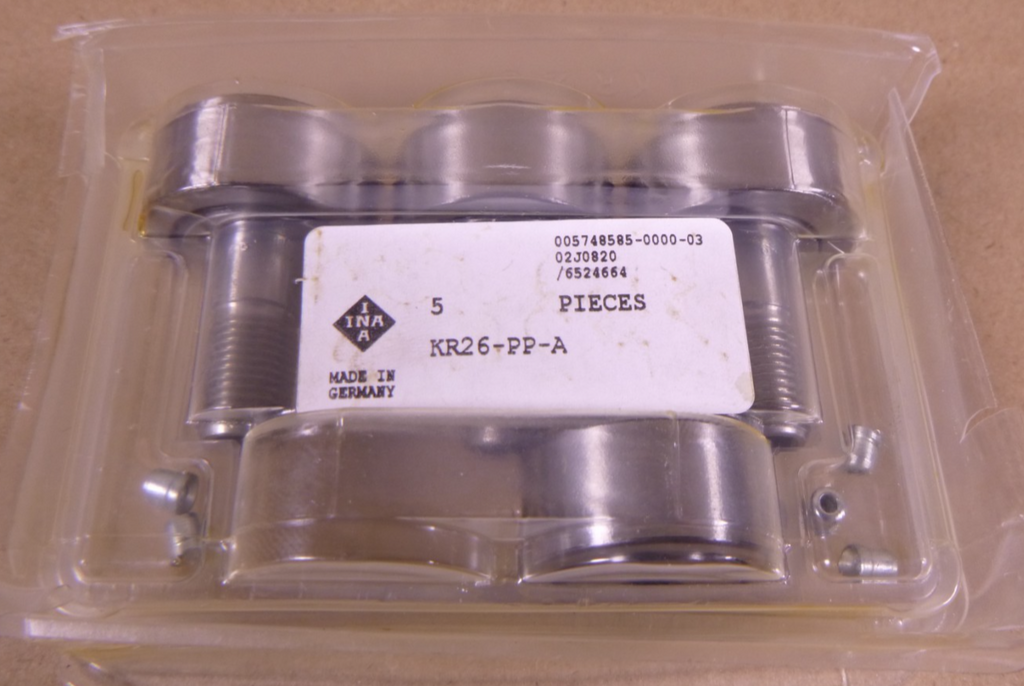 005748585-0000-03
02J0820
/6524664
5 PIECES
I
INA
A
KR26-PP-A
MADE IN
GERMANY